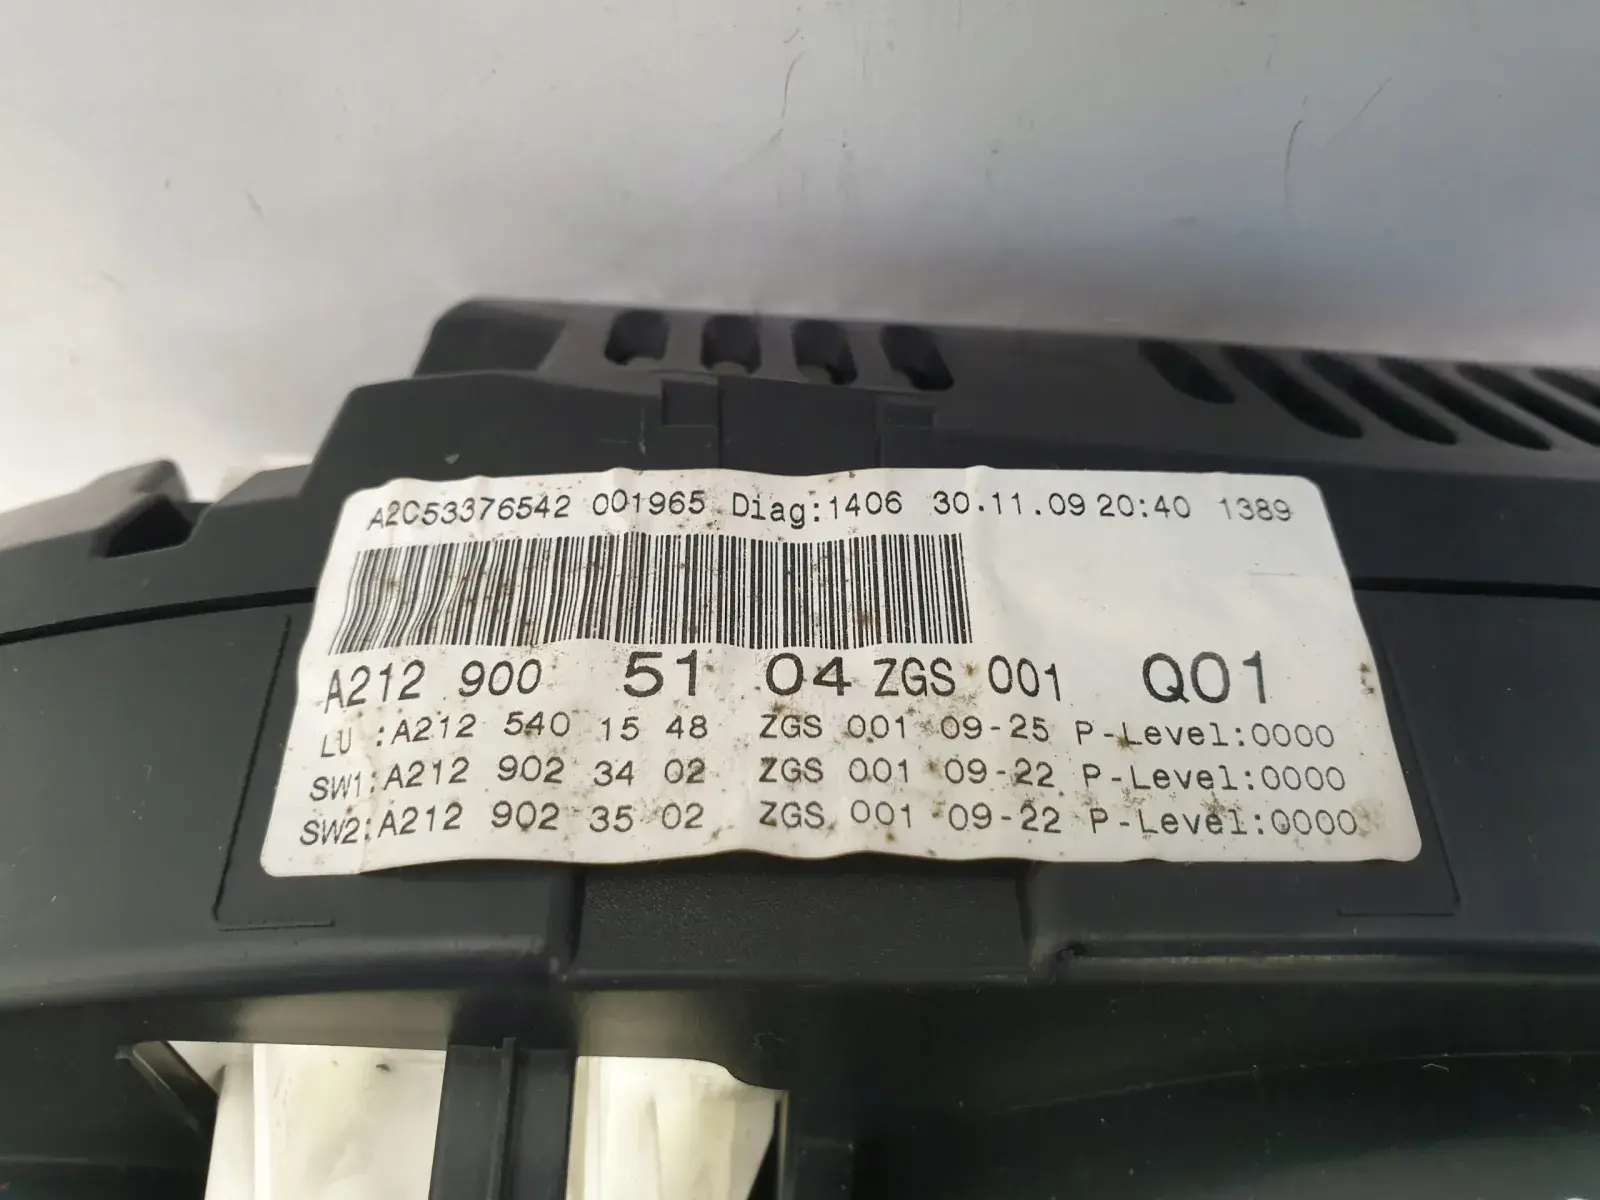 A2C53376542 001965 Diag:1406 30.11.09 20:40 1389
A212 900 51 04 ZGS 001 Q01
LU :A212 540 15 48 ZGS 001 09-25 P-Level:0000
SW1:A212 902 34 02 ZGS 001 09-22 P-Level:0000
SW2:A212 902 35 02 ZGS 001 09-22 P-Level:0000